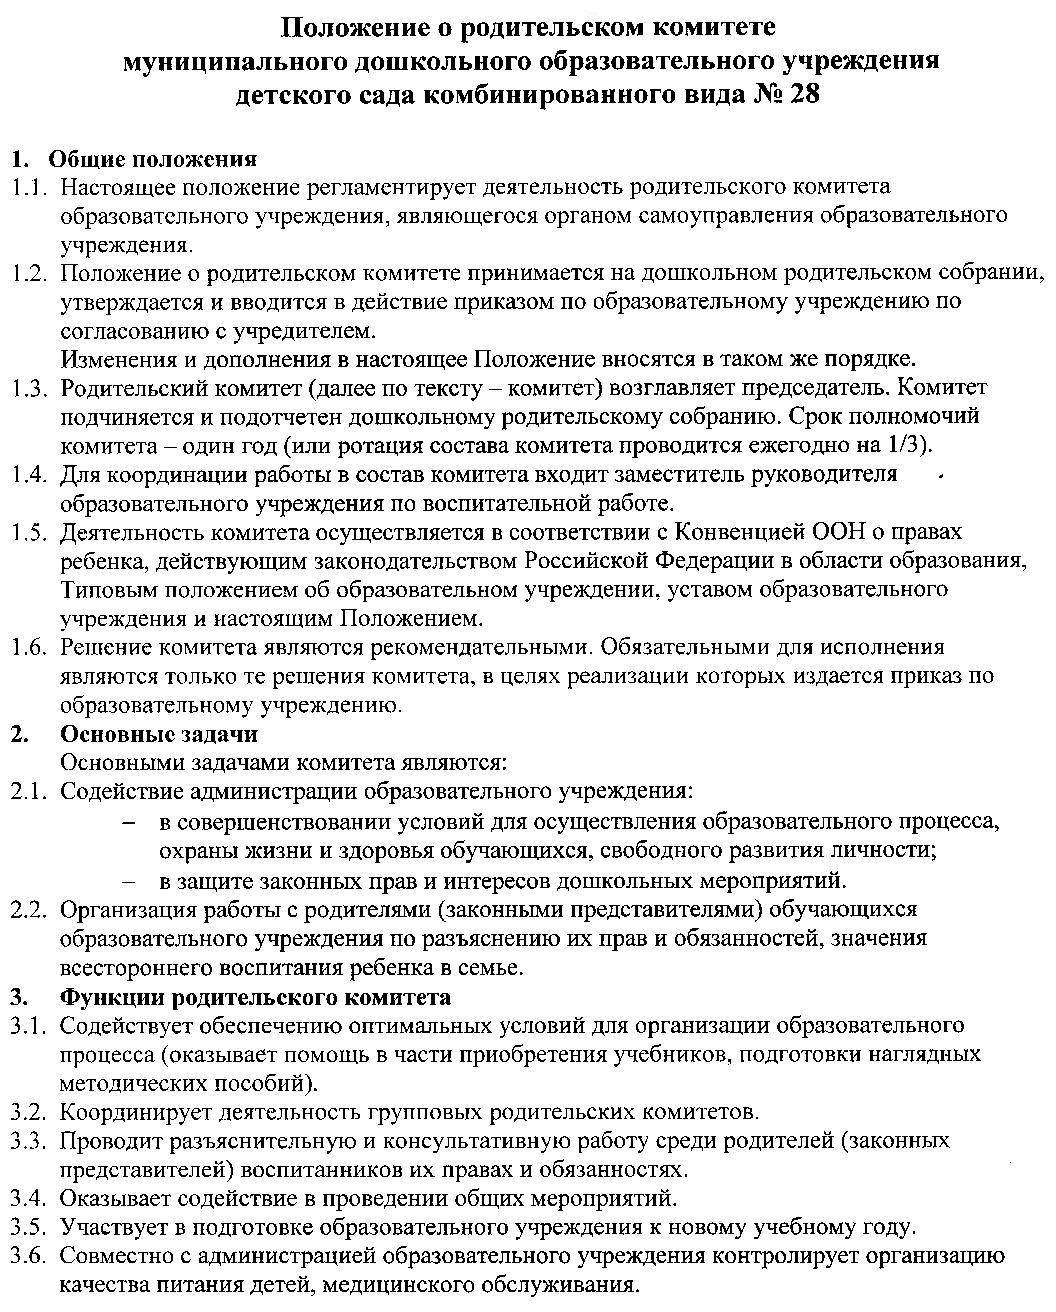 Положение о родительском комитете
муниципального дошкольного образовательного учреждения
детского сада комбинированного вида № 28
1. Общие положения
1.1. Настоящее положение регламентирует деятельность родительского комитета
образовательного учреждения, являющегося органом самоуправления образовательного
учреждения.
1.2. Положение о родительском комитете принимается на дошкольном родительском собрании,
утверждается и вводится в действие приказом по образовательному учреждению по
согласованию с учредителем.
Изменения и дополнения в настоящее Положение вносятся в таком же порядке.
1.3. Родительский комитет (далее по тексту – комитет) возглавляет председатель. Комитет
подчиняется и подотчетен дошкольному родительскому собранию. Срок полномочий
комитета – один год (или ротация состава комитета проводится ежегодно на 1/3).
1.4. Для координации работы в состав комитета входит заместитель руководителя
образовательного учреждения по воспитательной работе.
1.5. Деятельность комитета осуществляется в соответствии с Конвенцией ООН о правах
ребенка, действующим законодательством Российской Федерации в области образования,
Типовым положением об образовательном учреждении, уставом образовательного
учреждения и настоящим Положением.
1.6. Решение комитета являются рекомендательными. Обязательными для исполнения
являются только те решения комитета, в целях реализации которых издается приказ по
образовательному учреждению.
2. Основные задачи
Основными задачами комитета являются:
2.1. Содействие администрации образовательного учреждения:
– в совершенствовании условий для осуществления образовательного процесса,
охраны жизни и здоровья обучающихся, свободного развития личности;
– в защите законных прав и интересов дошкольных мероприятий.
2.2. Организация работы с родителями (законными представителями) обучающихся
образовательного учреждения по разъяснению их прав и обязанностей, значения
всестороннего воспитания ребенка в семье.
3. Функции родительского комитета
3.1. Содействует обеспечению оптимальных условий для организации образовательного
процесса (оказывает помощь в части приобретения учебников, подготовки наглядных
методических пособий).
3.2. Координирует деятельность групповых родительских комитетов.
3.3. Проводит разъяснительную и консультативную работу среди родителей (законных
представителей) воспитанников их правах и обязанностях.
3.4. Оказывает содействие в проведении общих мероприятий.
3.5. Участвует в подготовке образовательного учреждения к новому учебному году.
3.6. Совместно с администрацией образовательного учреждения контролирует организацию
качества питания детей, медицинского обслуживания.